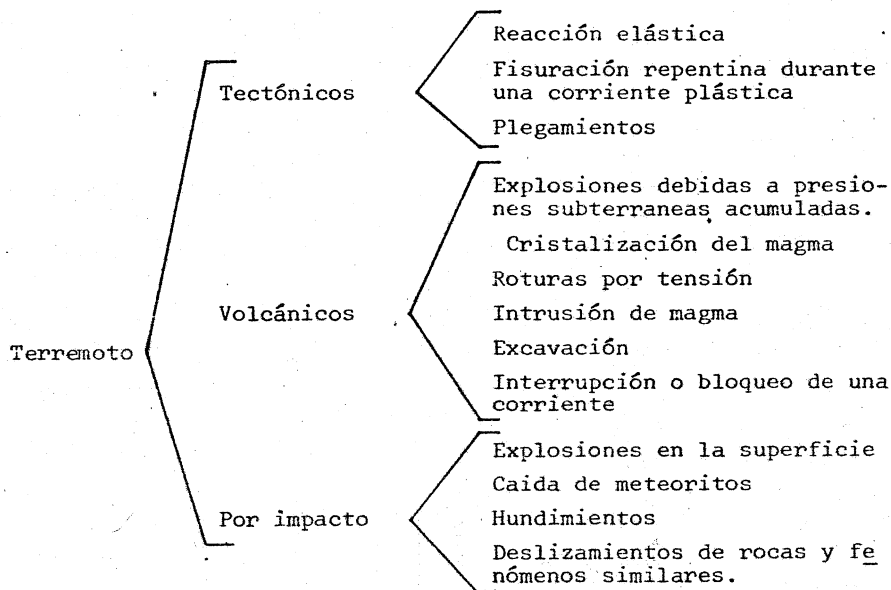 Reacción elástica
Tectónicos
Fisuración repentina durante
una corriente plástica
Plegamientos
Explosiones debidas a presio-
nes subterraneas acumuladas.
Cristalización del magma
Roturas por tensión
Volcánicos
Intrusión de magma
Terremoto
Excavación
Interrupción o bloqueo de una
corriente
Explosiones en la superficie
Caida de meteoritos
Por impacto
Hundimientos
Deslizamientos de rocas y fe
nómenos similares.